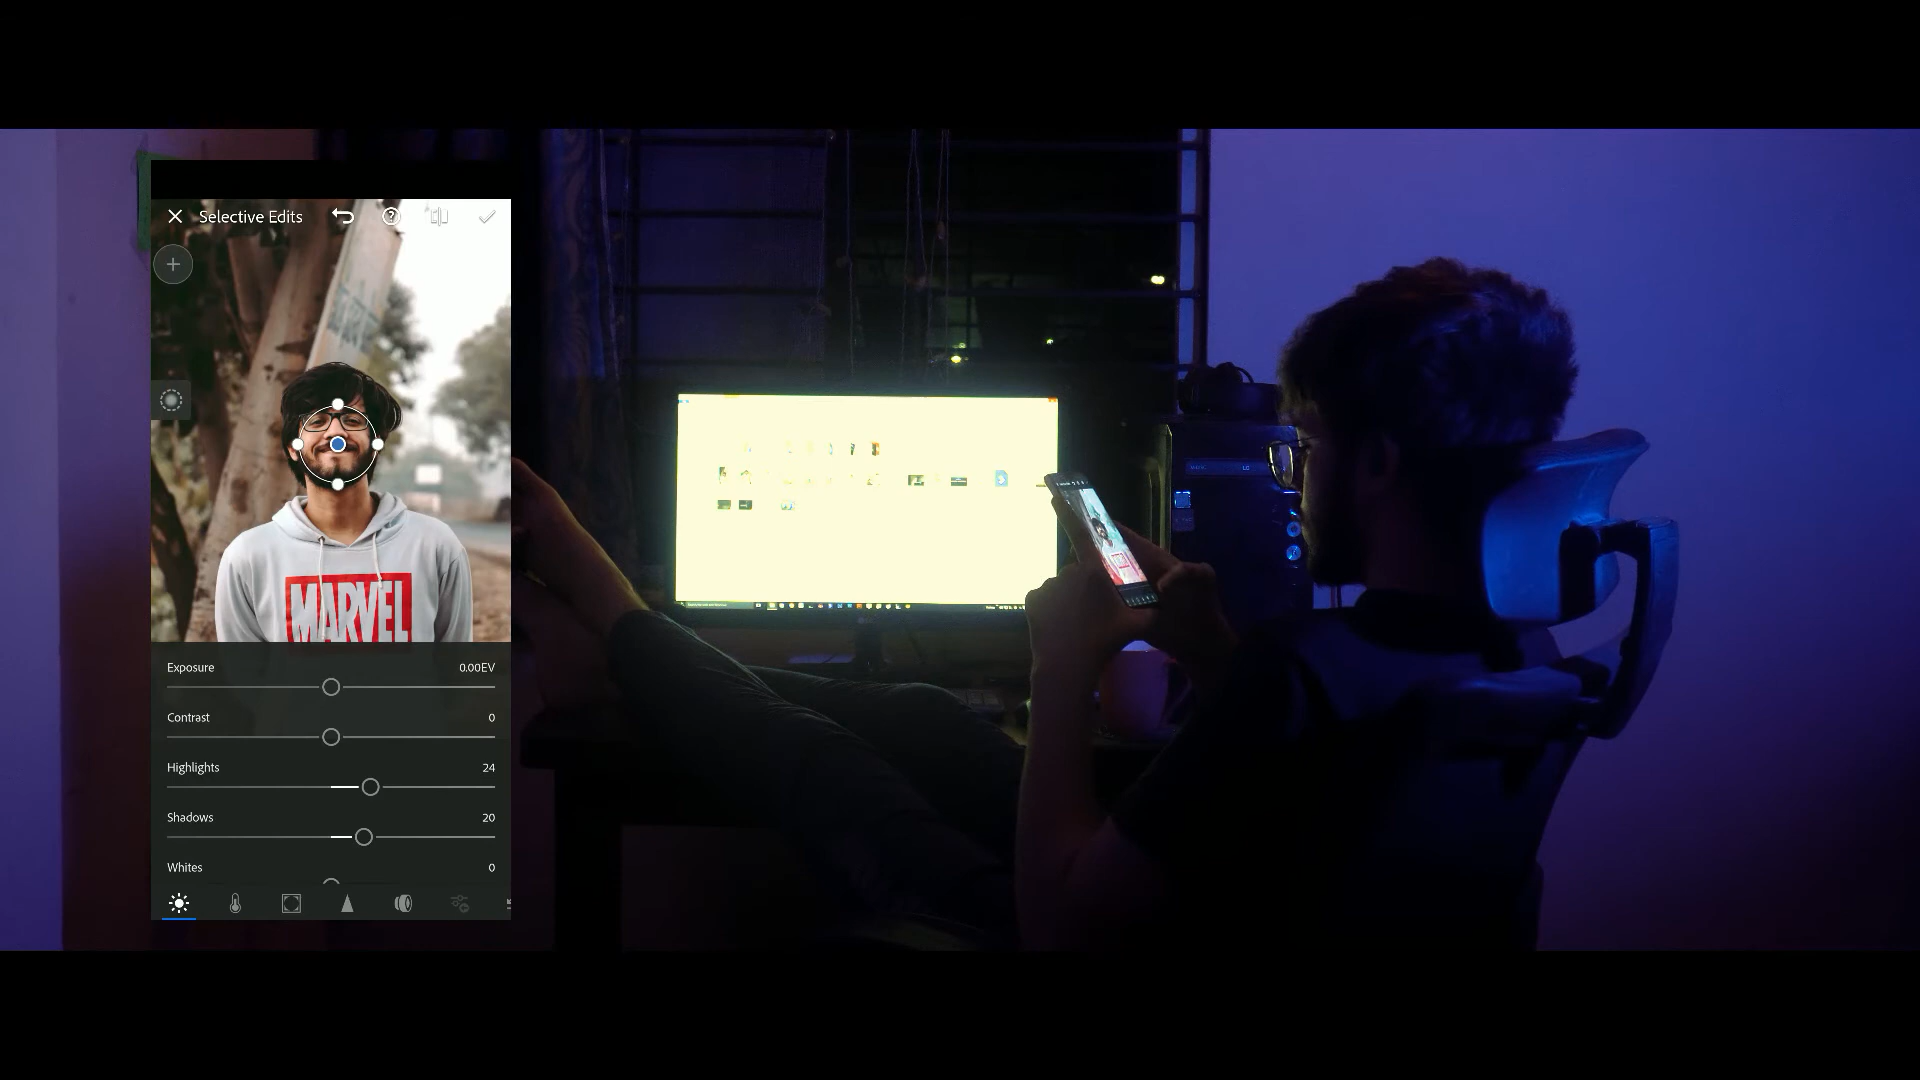 Selective Edits
MARVEL
Exposure 0.00EV
Contrast 0
Highlights 24
Shadows 20
Whites 0